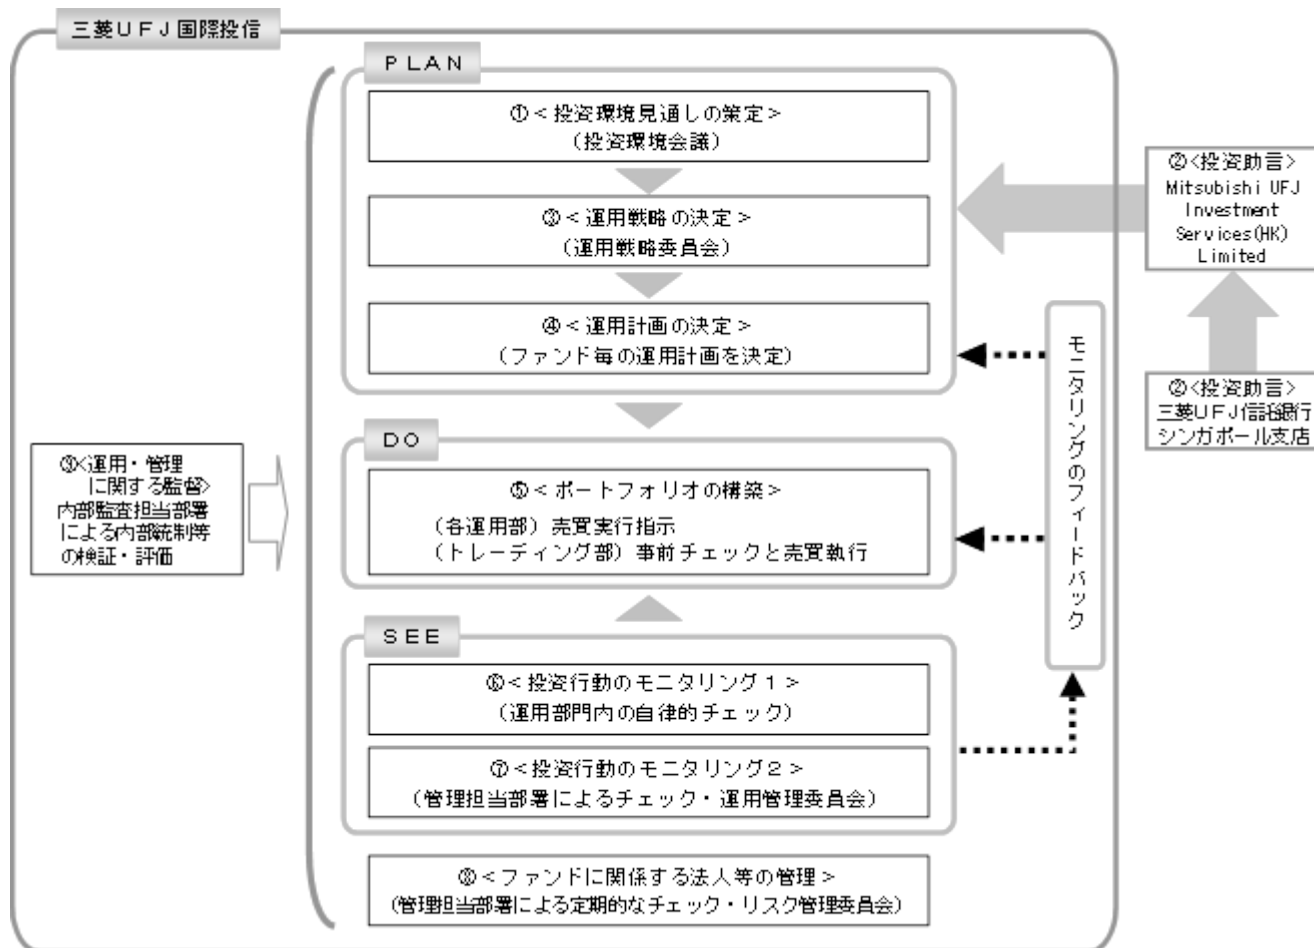 三菱ＵＦＪ国際投信
ＰＬＡＮ
①＜投資環境見通しの策定＞
（投資環境会議）
③＜運用戦略の決定＞
（運用戦略委員会）
④＜運用計画の決定＞
（ファンド毎の運用計画を決定）
②＜投資助言＞
Mitsubishi UFJ
Investment
Services(HK)
Limited
②＜投資助言＞
三菱ＵＦＪ信託銀行
シンガポール支店
モニタリングのフィードバック
ＤＯ
⑤＜ポートフォリオの構築＞
（各運用部）売買実行指示
（トレーディング部）事前チェックと売買執行
⑨＜運用・管理
に関する監督＞
内部監査担当部署
による内部統制等
の検証・評価
ＳＥＥ
⑥＜投資行動のモニタリング１＞
（運用部門内の自律的チェック）
⑦＜投資行動のモニタリング２＞
（管理担当部署によるチェック・運用管理委員会）
⑧＜ファンドに関係する法人等の管理＞
（管理担当部署による定期的なチェック・リスク管理委員会）